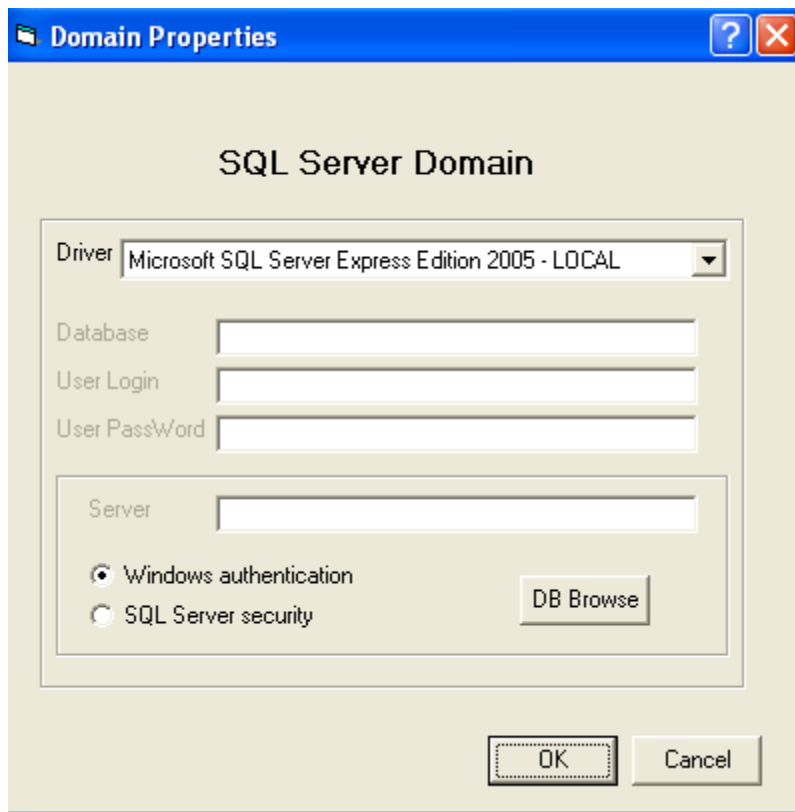 Domain Properties
?
SQL Server Domain
Driver Microsoft SQL Server Express Edition 2005 - LOCAL
Database
User Login
User PassWord
Server
Windows authentication
SQL Server security
DB Browse
OK Cancel